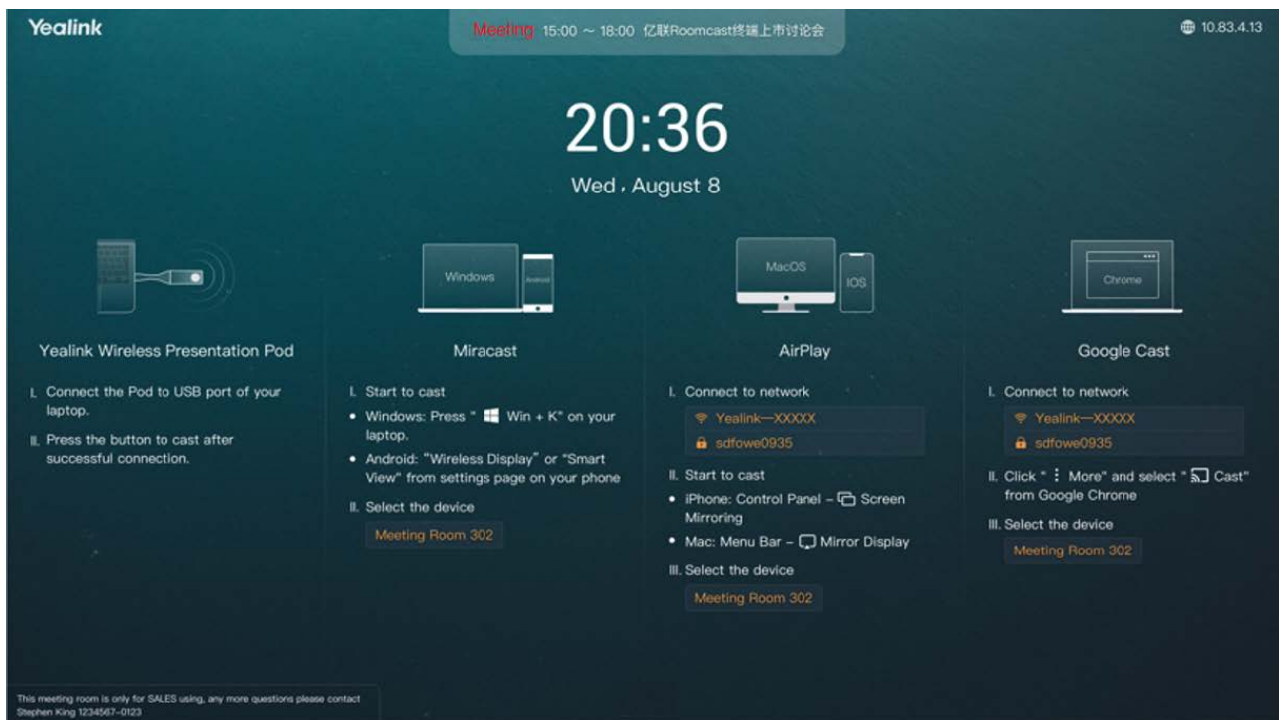 Yealink
Meeting: 15:00 ~ 18:00 亿联Roomcast终端上市讨论会
10.83.4.13
20:36
Wed , August 8
Windows
Android
MacOS
IOS
Chrome
Yealink Wireless Presentation Pod
I. Connect the Pod to USB port of your
laptop.
II. Press the button to cast after
successful connection.
Miracast
I. Start to cast
• Windows: Press " Win + K" on your
laptop.
• Android: "Wireless Display" or "Smart
View" from settings page on your phone
II. Select the device
Meeting Room 302
AirPlay
I. Connect to network
Yealink—XXXXX
sdfowe0935
II. Start to cast
• iPhone: Control Panel – Screen
Mirroring
• Mac: Menu Bar – Mirror Display
III. Select the device
Meeting Room 302
Google Cast
I. Connect to network
Yealink—XXXXX
sdfowe0935
II. Click " ⋮ More" and select " Cast"
from Google Chrome
III. Select the device
Meeting Room 302
This meeting room is only for SALES using, any more questions please contact
Stephen King 1234567-0123